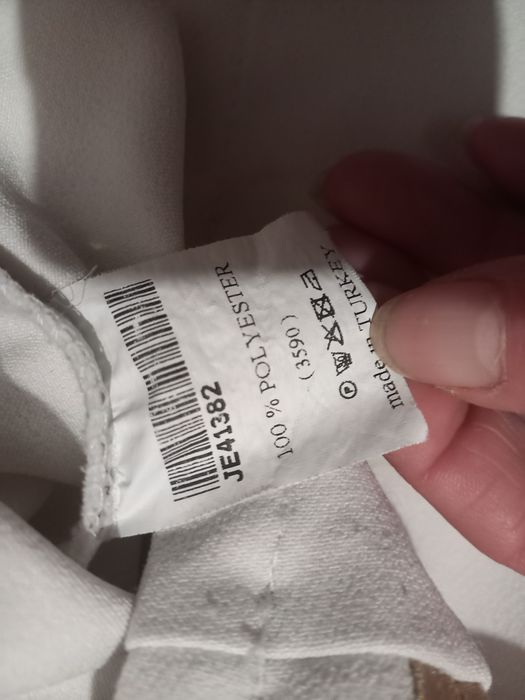 JE41382
100 % POLYESTER
( 3590 )
P
made in TURKEY